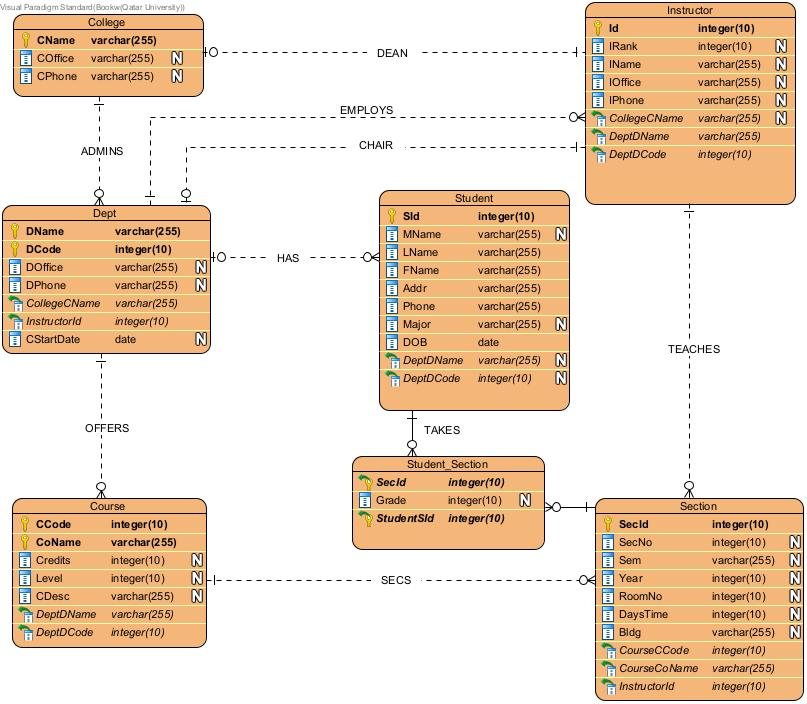 Visual Paradigm Standard(Bookw(Qatar University))
College
CName varchar(255)
COffice varchar(255) N
CPhone varchar(255) N
Instructor
Id integer(10)
IRank integer(10) N
IName varchar(255) N
IOffice varchar(255) N
IPhone varchar(255) N
CollegeCName varchar(255) N
DeptDName varchar(255)
DeptDCode integer(10)
DEAN
EMPLOYS
CHAIR
ADMINS
Dept
DName varchar(255)
DCode integer(10)
DOffice varchar(255) N
DPhone varchar(255) N
CollegeCName varchar(255)
InstructorId integer(10)
CStartDate date N
HAS
Student
SId integer(10)
MName varchar(255) N
LName varchar(255)
FName varchar(255)
Addr varchar(255)
Phone varchar(255)
Major varchar(255) N
DOB date
DeptDName varchar(255) N
DeptDCode integer(10) N
TEACHES
OFFERS
TAKES
Student_Section
SecId integer(10)
Grade integer(10) N
StudentSId integer(10)
Course
CCode integer(10)
CoName varchar(255)
Credits integer(10) N
Level integer(10) N
CDesc varchar(255) N
DeptDName varchar(255)
DeptDCode integer(10)
SECS
Section
SecId integer(10)
SecNo integer(10) N
Sem varchar(255) N
Year integer(10) N
RoomNo integer(10) N
DaysTime integer(10) N
Bldg varchar(255) N
CourseCCode integer(10)
CourseCoName varchar(255)
InstructorId integer(10)